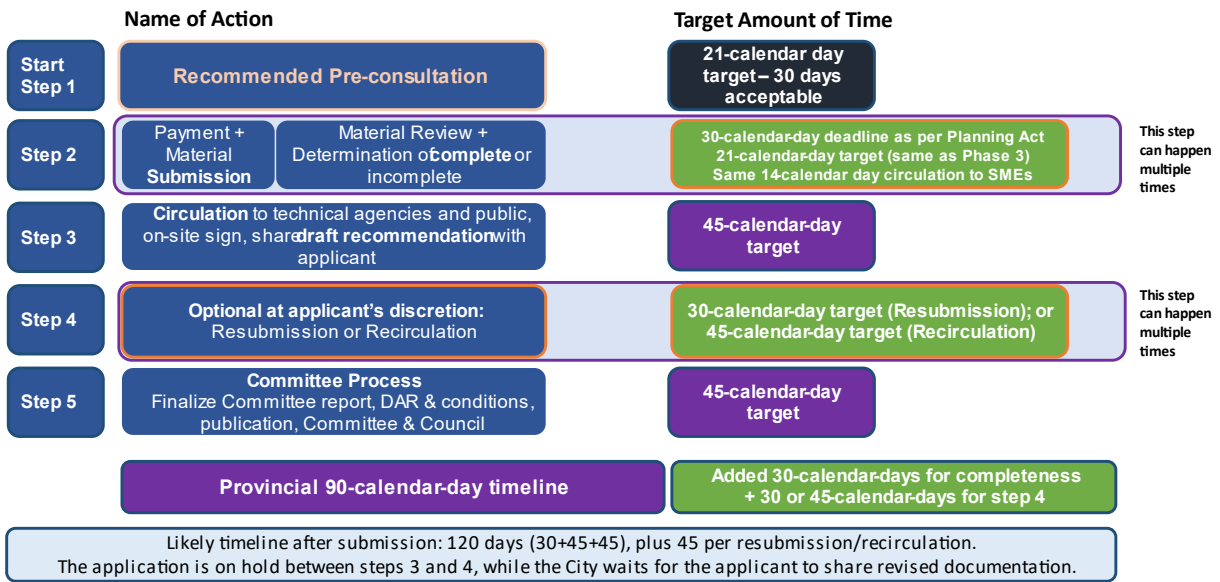 Name of Action
Target Amount of Time
Start
Step 1
Recommended Pre-consultation
21-calendar day
target – 30 days
acceptable
Step 2
Payment +
Material
Submission
Material Review +
Determination of complete or
incomplete
30-calendar-day deadline as per Planning Act
21-calendar-day target (same as Phase 3)
Same 14-calendar day circulation to SMEs
This step
can happen
multiple
times
Step 3
Circulation to technical agencies and public,
on-site sign, share draft recommendation with
applicant
45-calendar-day
target
Step 4
Optional at applicant's discretion:
Resubmission or Recirculation
30-calendar-day target (Resubmission); or
45-calendar-day target (Recirculation)
This step
can happen
multiple
times
Step 5
Committee Process
Finalize Committee report, DAR & conditions,
publication, Committee & Council
45-calendar-day
target
Provincial 90-calendar-day timeline
Added 30-calendar-days for completeness
+ 30 or 45-calendar-days for step 4
Likely timeline after submission: 120 days (30+45+45), plus 45 per resubmission/recirculation.
The application is on hold between steps 3 and 4, while the City waits for the applicant to share revised documentation.